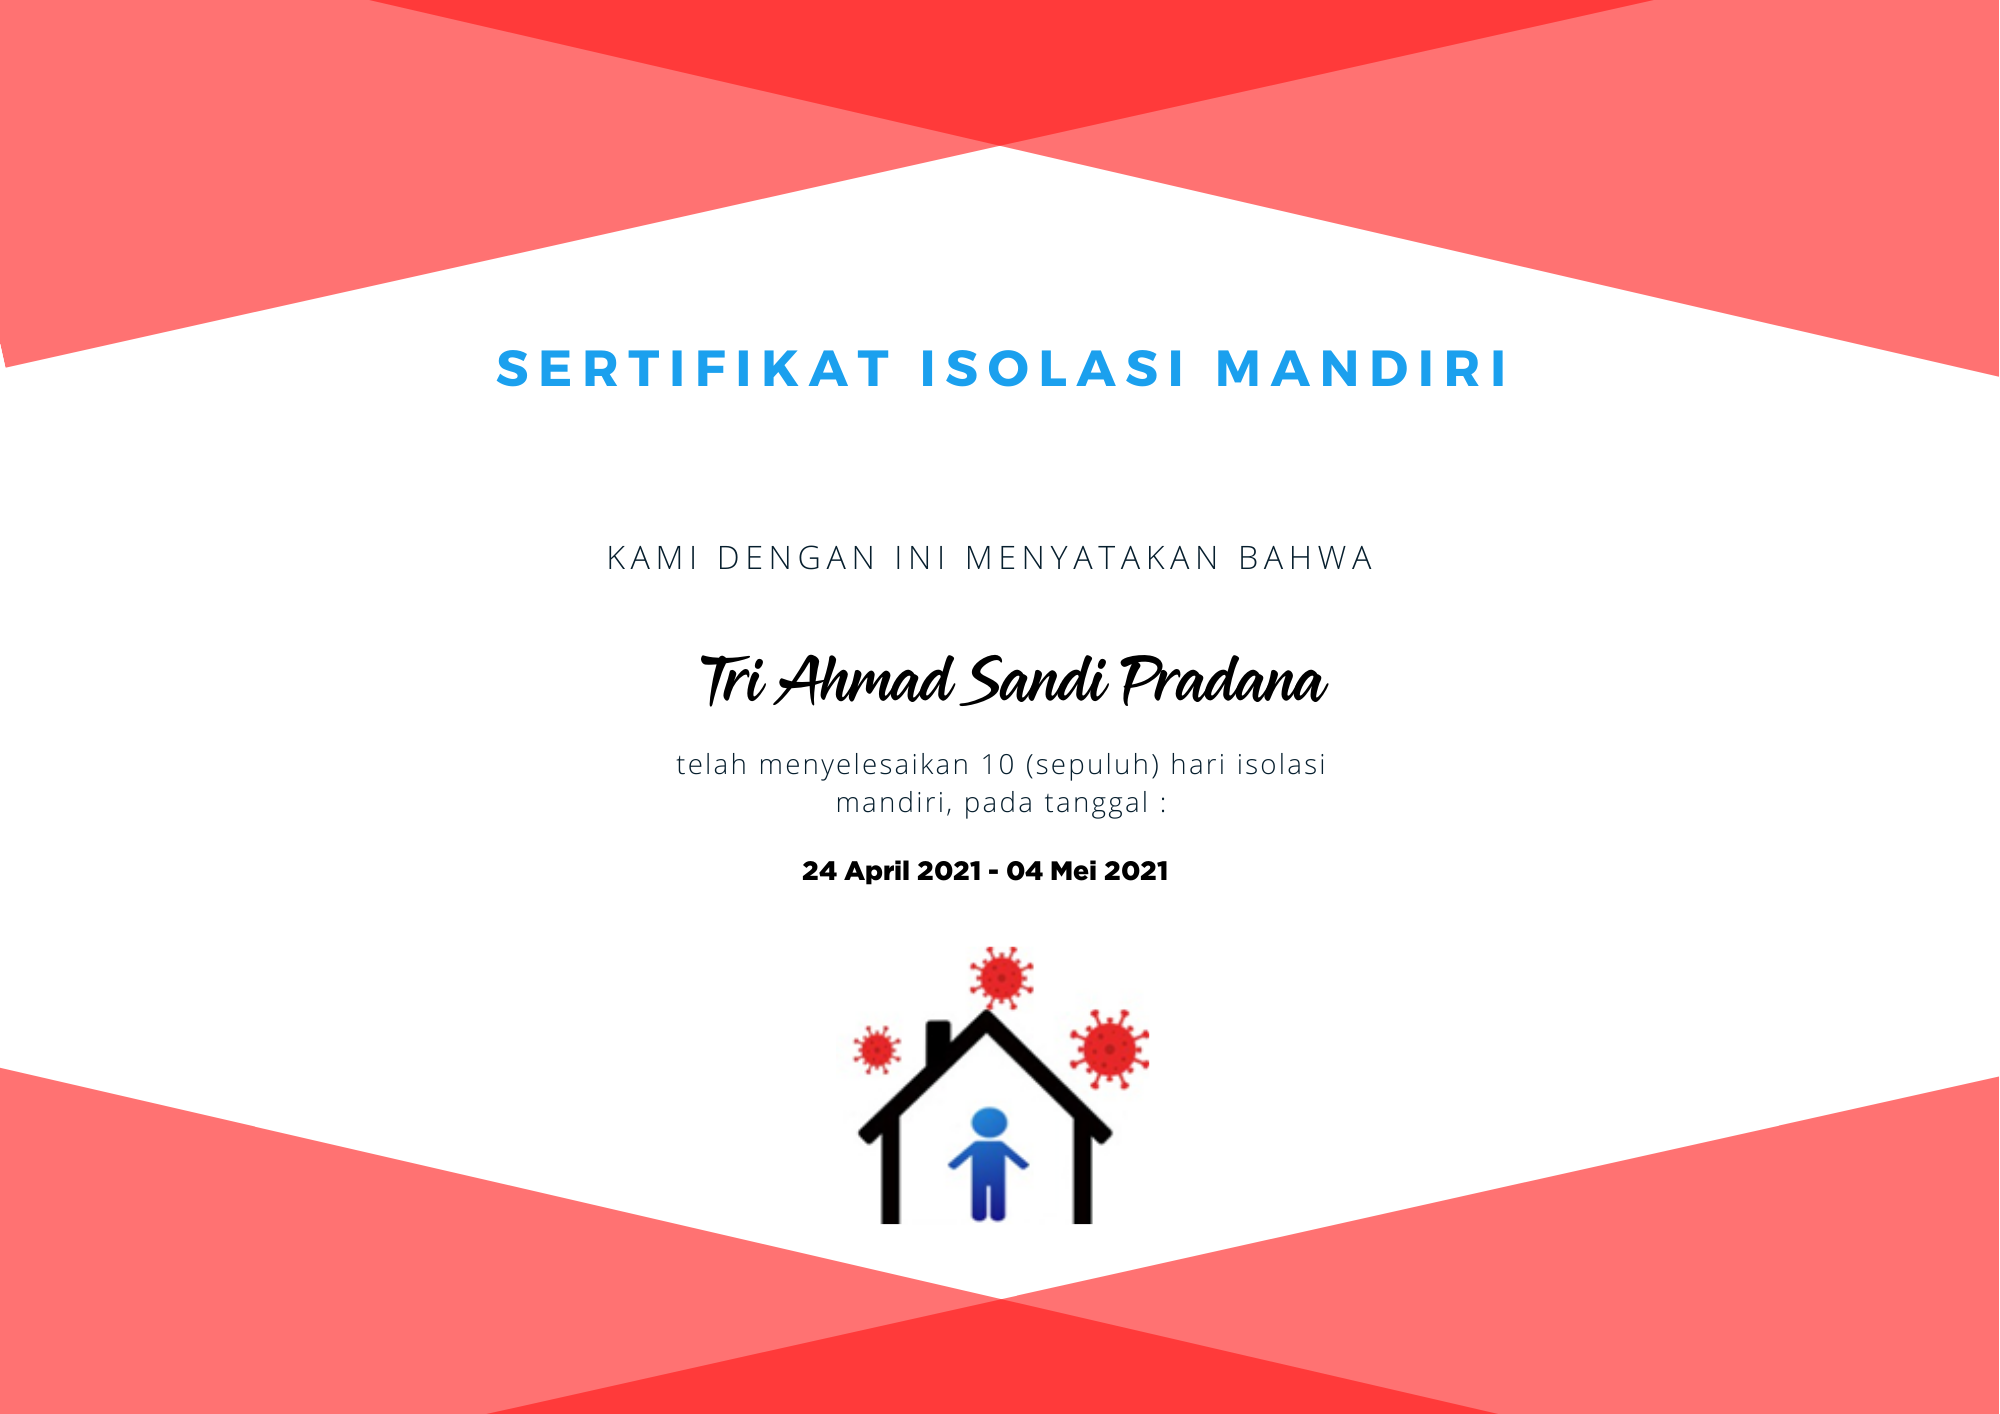 SERTIFIKAT ISOLASI MANDIRI
KAMI DENGAN INI MENYATAKAN BAHWA
Tri Ahmad Sandi Pradana
telah menyelesaikan 10 (sepuluh) hari isolasi
mandiri, pada tanggal :
24 April 2021 - 04 Mei 2021